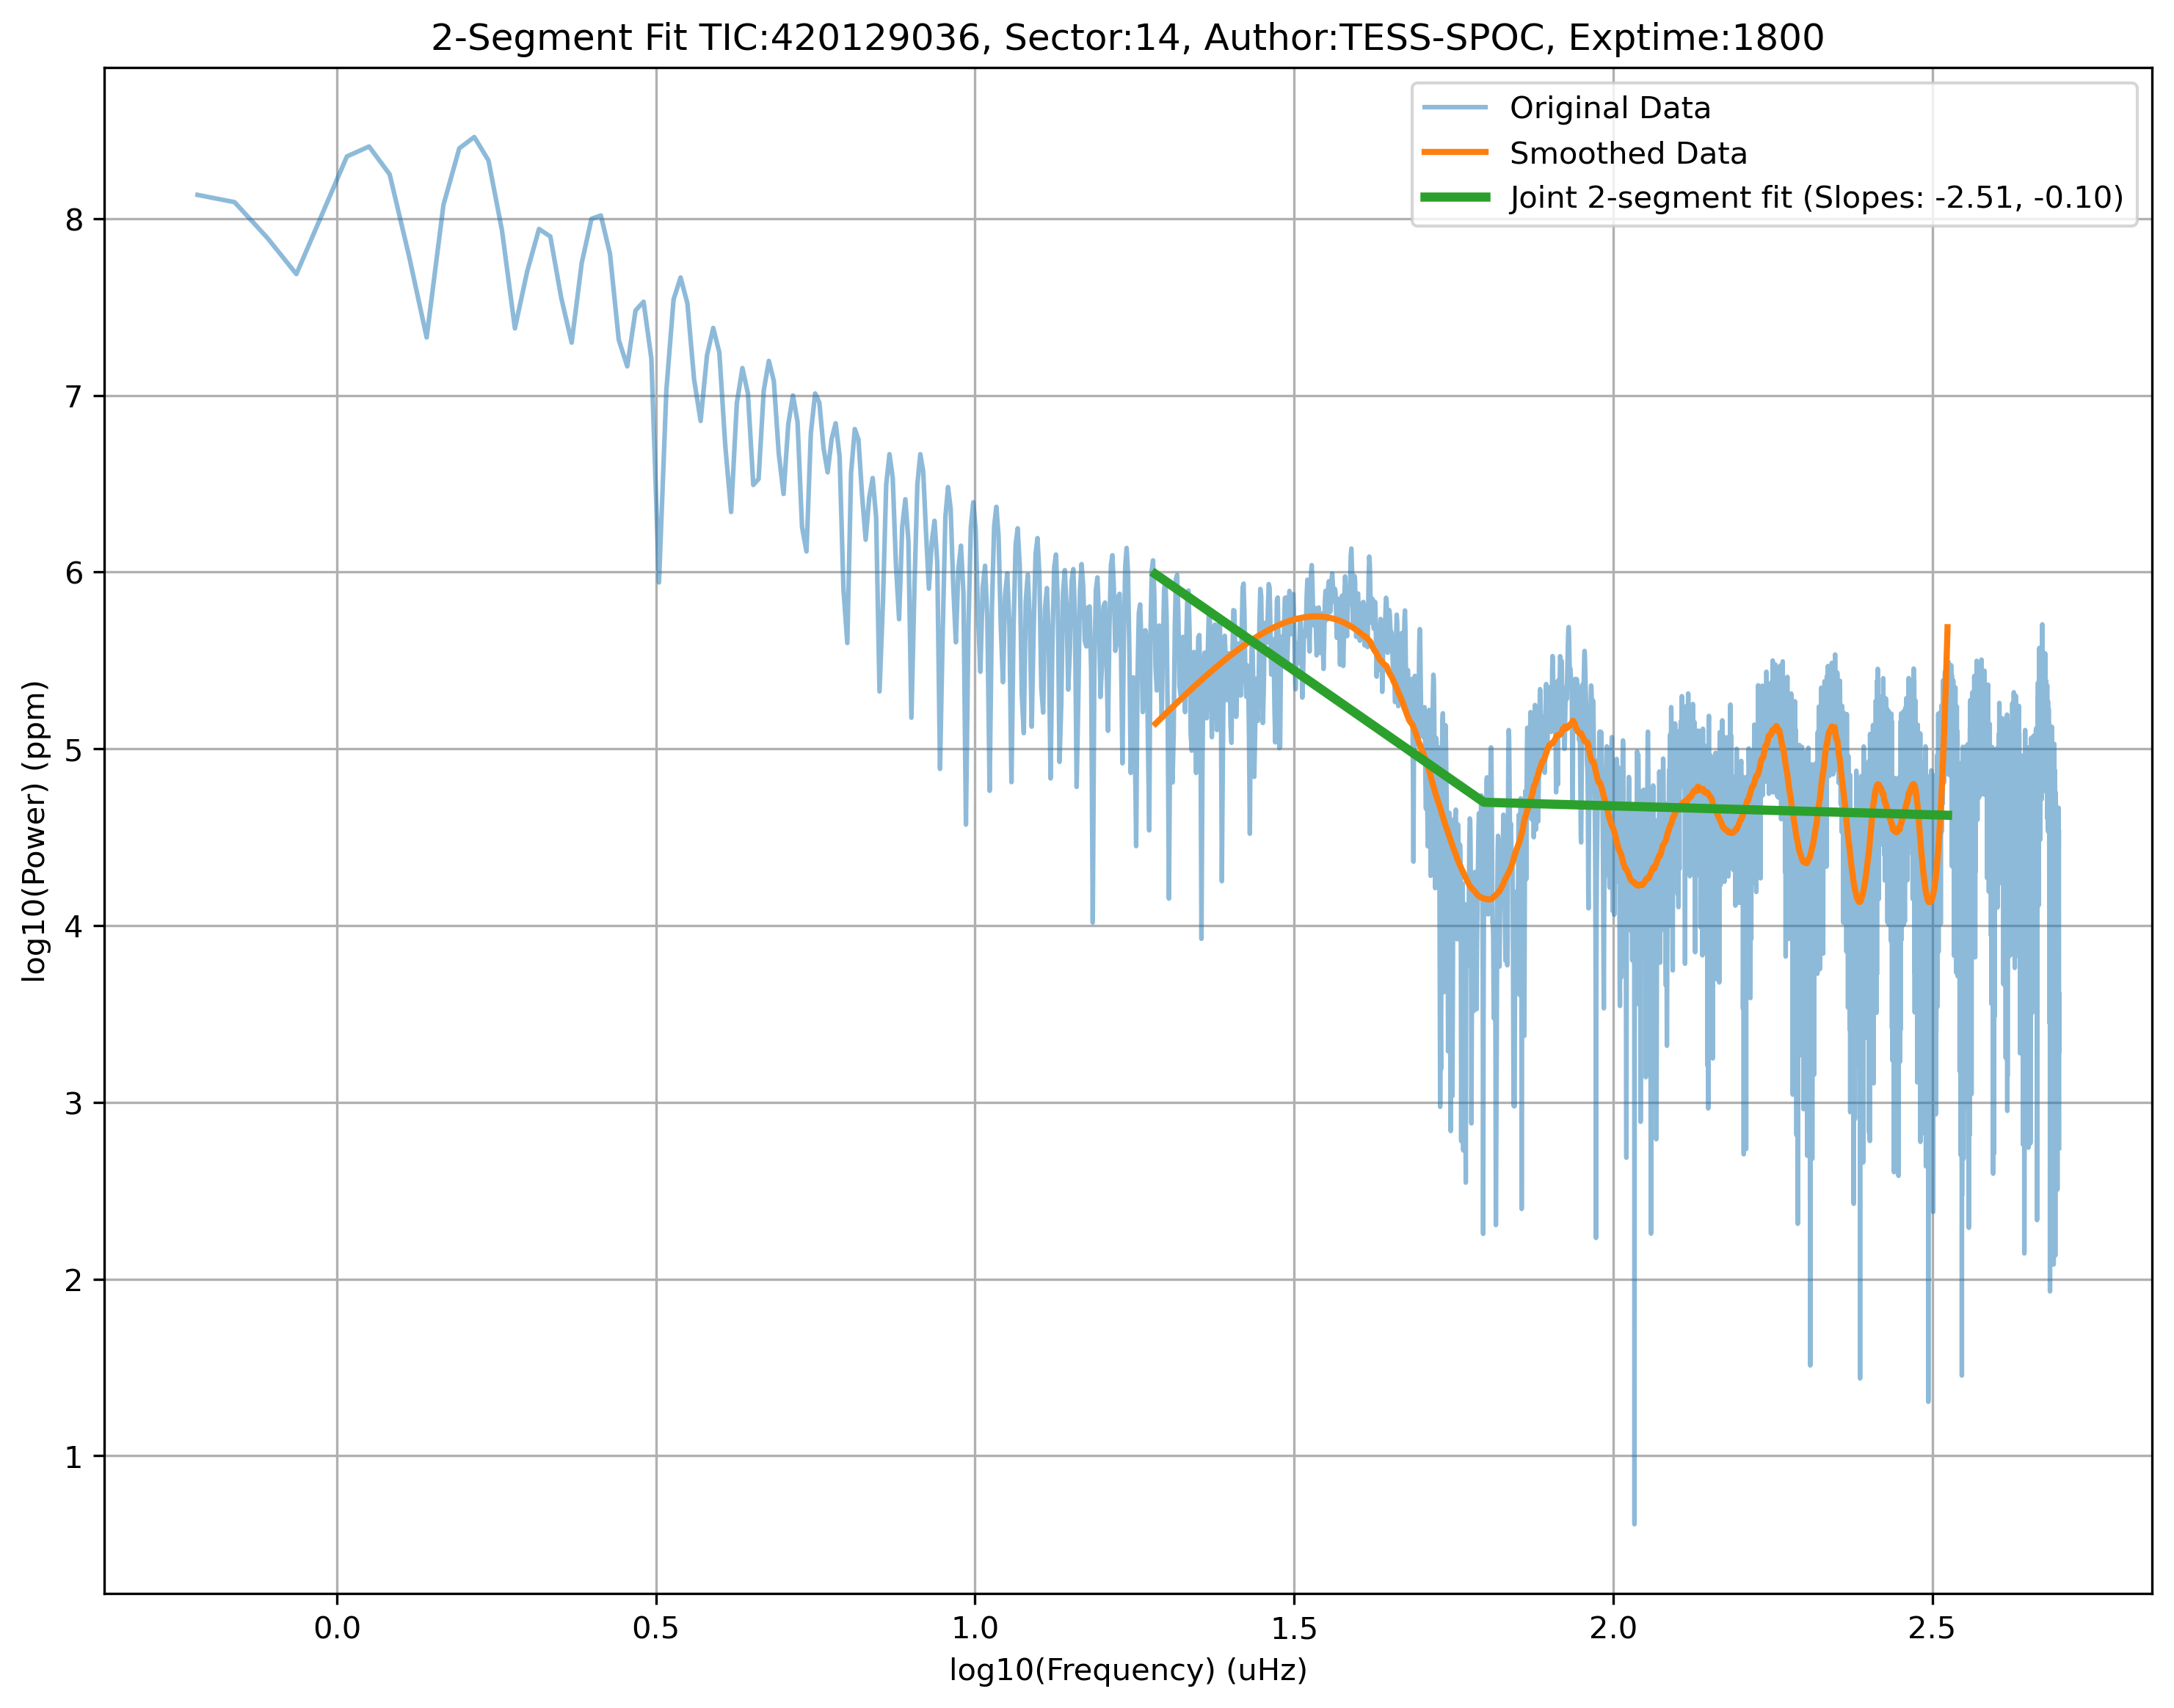 2-Segment Fit TIC:420129036, Sector:14, Author:TESS-SPOC, Exptime:1800
Original Data
Smoothed Data
Joint 2-segment fit (Slopes: -2.51, -0.10)
log10(Power) (ppm)
8
7
6
5
4
3
2
1
0.0 0.5 1.0 1.5 2.0 2.5
log10(Frequency) (uHz)